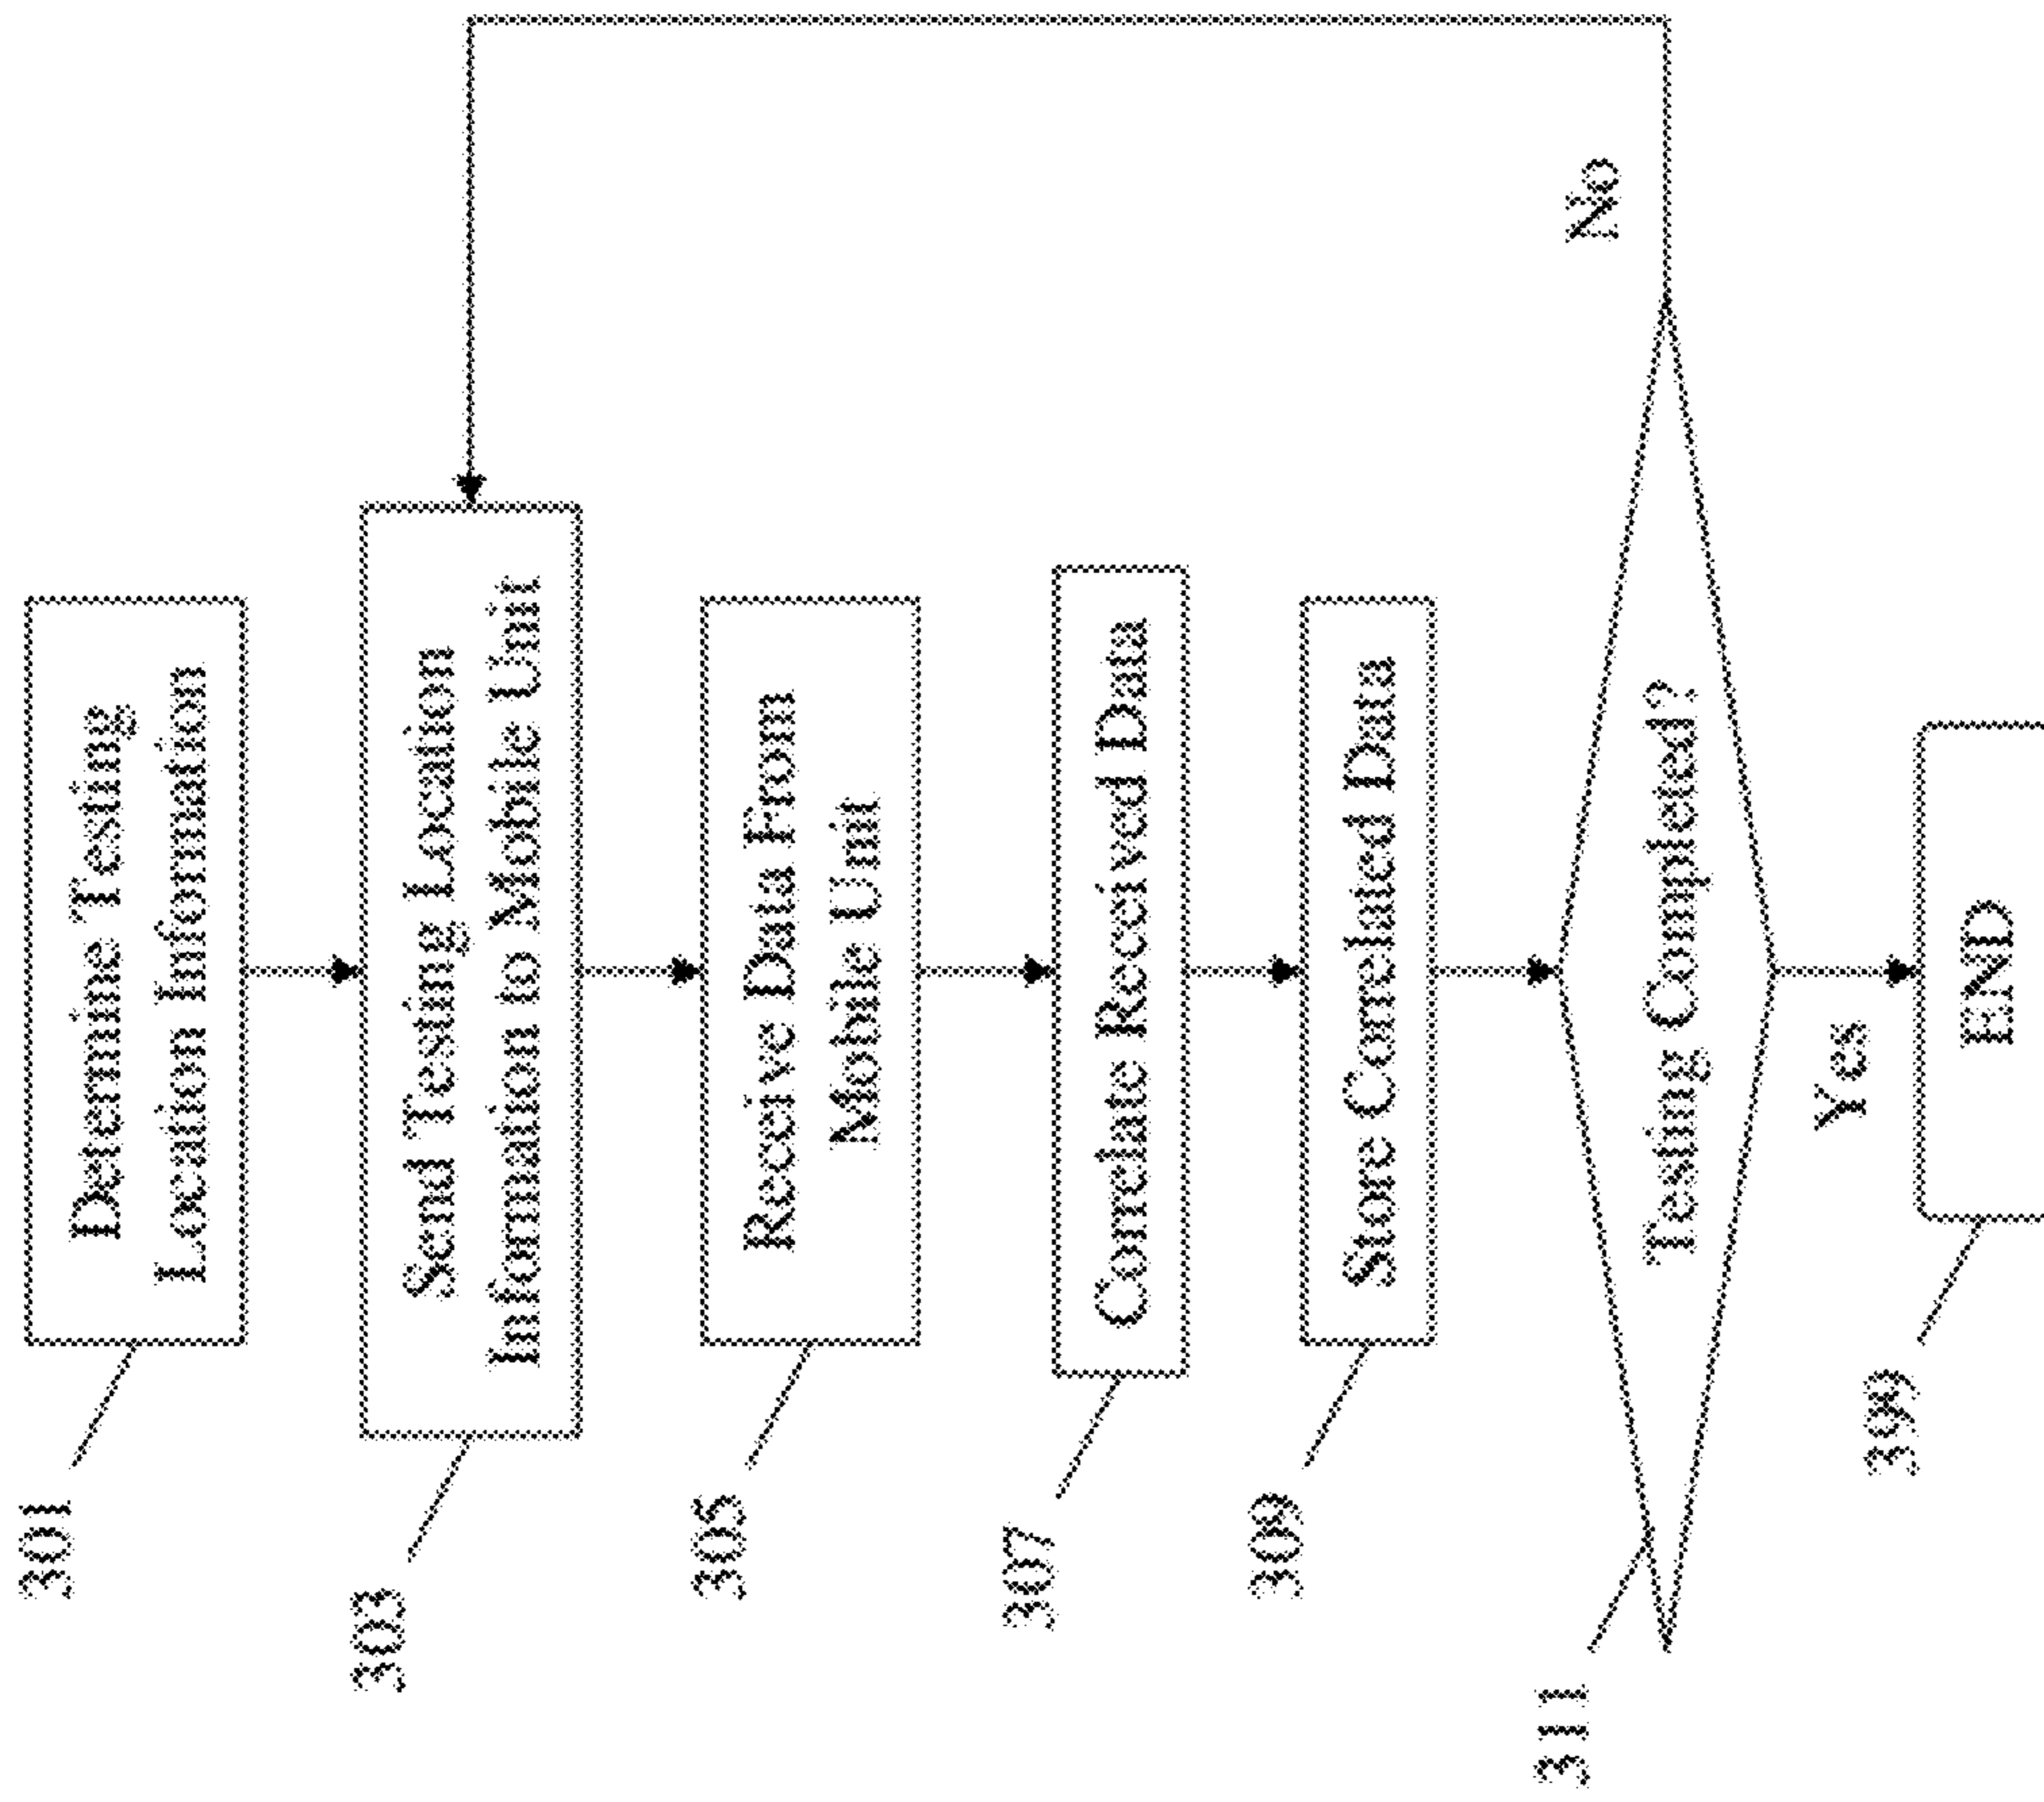 301
Determine Testing
Location Information
303
Send Testing Location
Information to Mobile Unit
305
Receive Data From
Mobile Unit
307
Correlate Received Data
309
Store Correlated Data
311
Testing Completed?
No
Yes
399
END